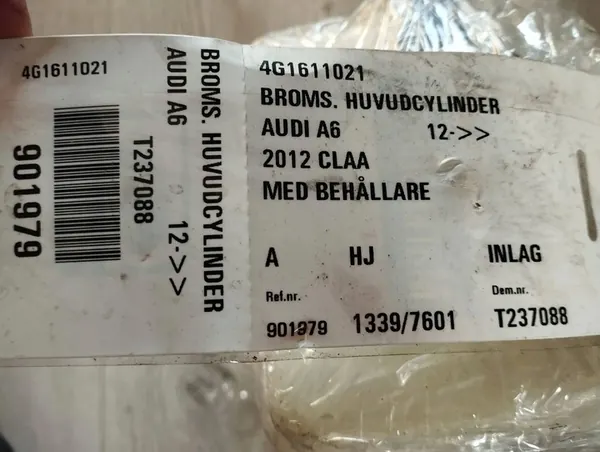 4G1611021
901979
T237088
AUDI A6 12->>
BROMS. HUVUDCYLINDER
4G1611021
BROMS. HUVUDCYLINDER
AUDI A6 12->>
2012 CLAA
MED BEHÅLLARE
A HJ INLAG
Ref.nr. Dem.nr.
901979 1339/7601 T237088